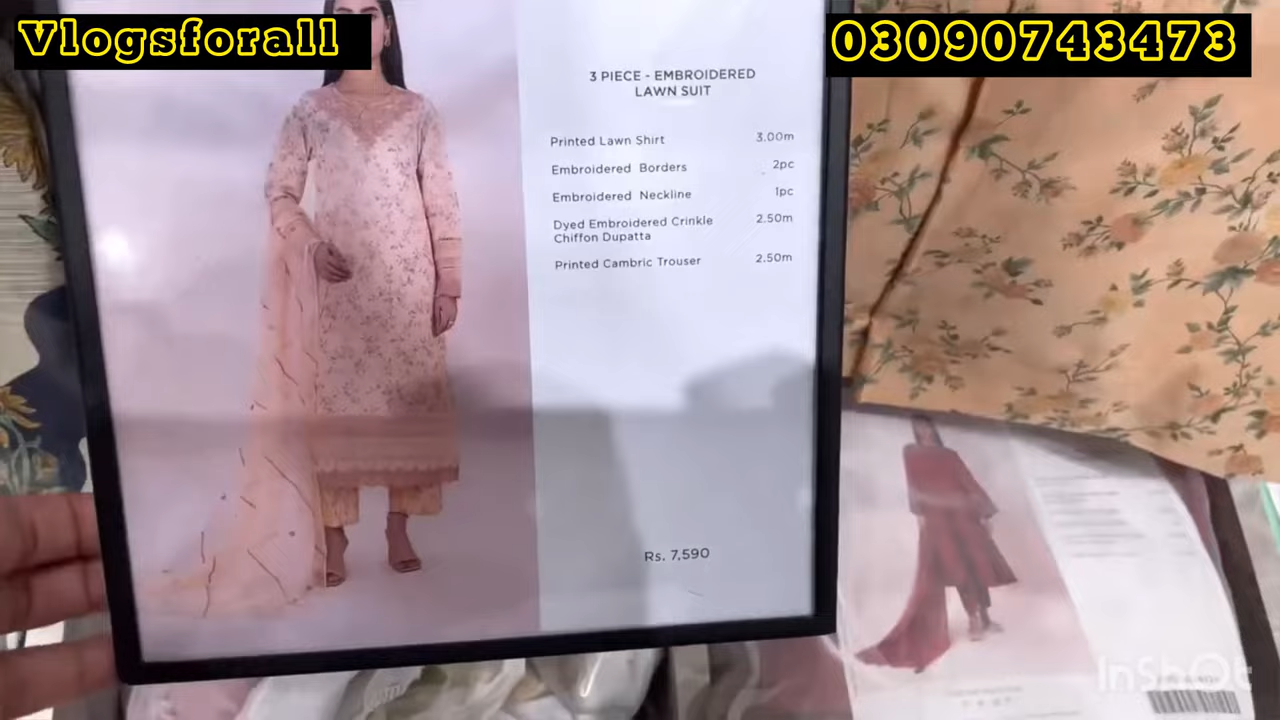 Vlogsforall
03090743473
3 PIECE - EMBROIDERED
LAWN SUIT
Printed Lawn Shirt 3.00m
Embroidered Borders 2pc
Embroidered Neckline 1pc
Dyed Embroidered Crinkle 2.50m
Chiffon Dupatta
Printed Cambric Trouser 2.50m
Rs. 7,590
InShOt